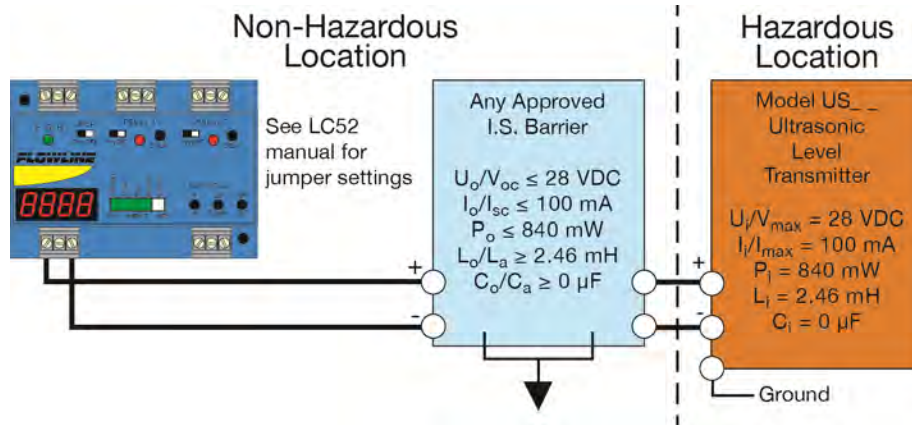 Non-Hazardous
Location
Hazardous
Location
FLOWLINE
8888
See LC52
manual for
jumper settings
Any Approved
I.S. Barrier
Uₒ/Vₒc ≤ 28 VDC
Iₒ/Isc ≤ 100 mA
Pₒ ≤ 840 mW
Lₒ/Lₐ ≥ 2.46 mH
Cₒ/Cₐ ≥ 0 µF
+
-
Model US_ _
Ultrasonic
Level
Transmitter
Uᵢ/Vmax = 28 VDC
Iᵢ/Imax = 100 mA
Pᵢ = 840 mW
Lᵢ = 2.46 mH
Cᵢ = 0 µF
+
-
Ground